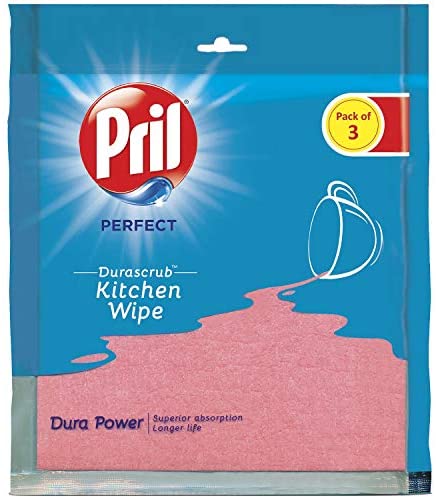 Pack of
3
Pril®
PERFECT
Durascrub™
Kitchen
Wipe
Dura Power
Superior absorption
Longer life